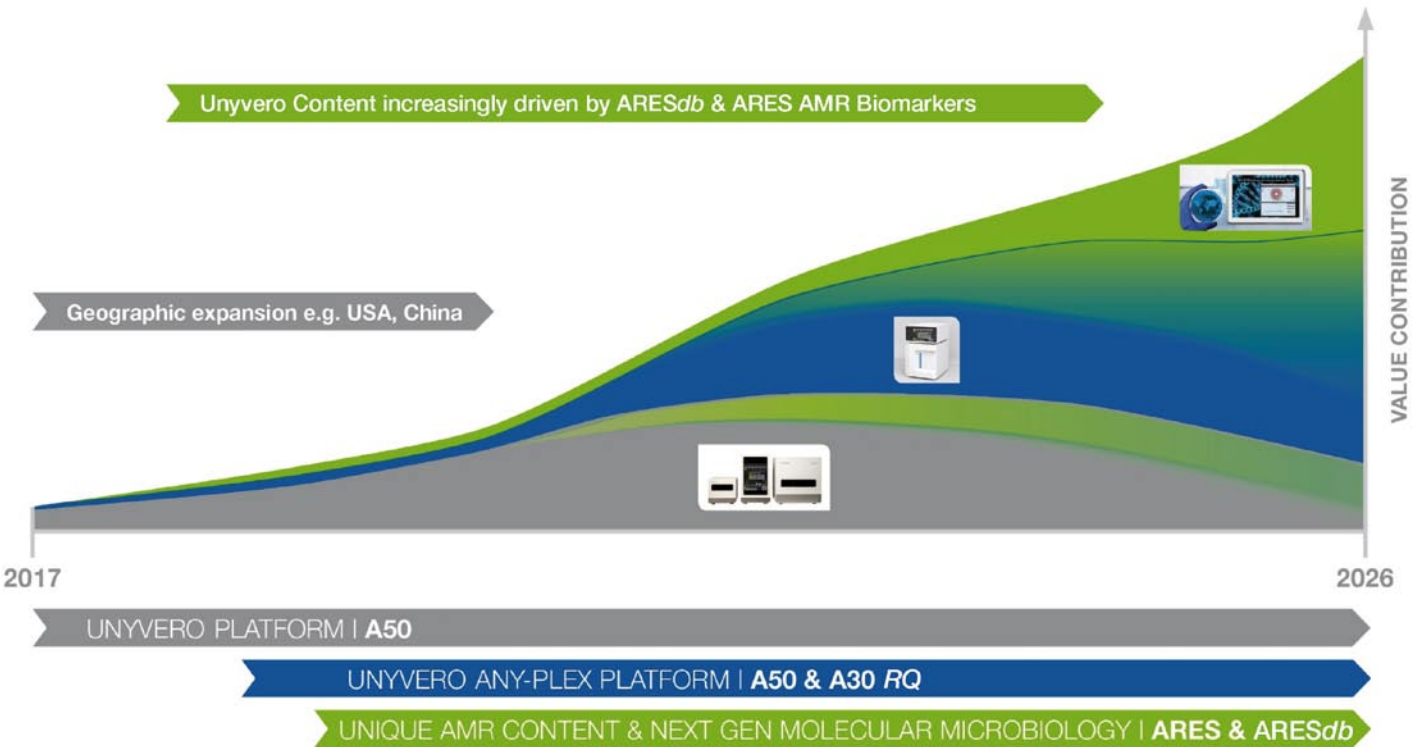 Unyvero Content increasingly driven by ARESdb & ARES AMR Biomarkers
Geographic expansion e.g. USA, China
VALUE CONTRIBUTION
2017
2026
UNYVERO PLATFORM | A50
UNYVERO ANY-PLEX PLATFORM | A50 & A30 RQ
UNIQUE AMR CONTENT & NEXT GEN MOLECULAR MICROBIOLOGY | ARES & ARESdb